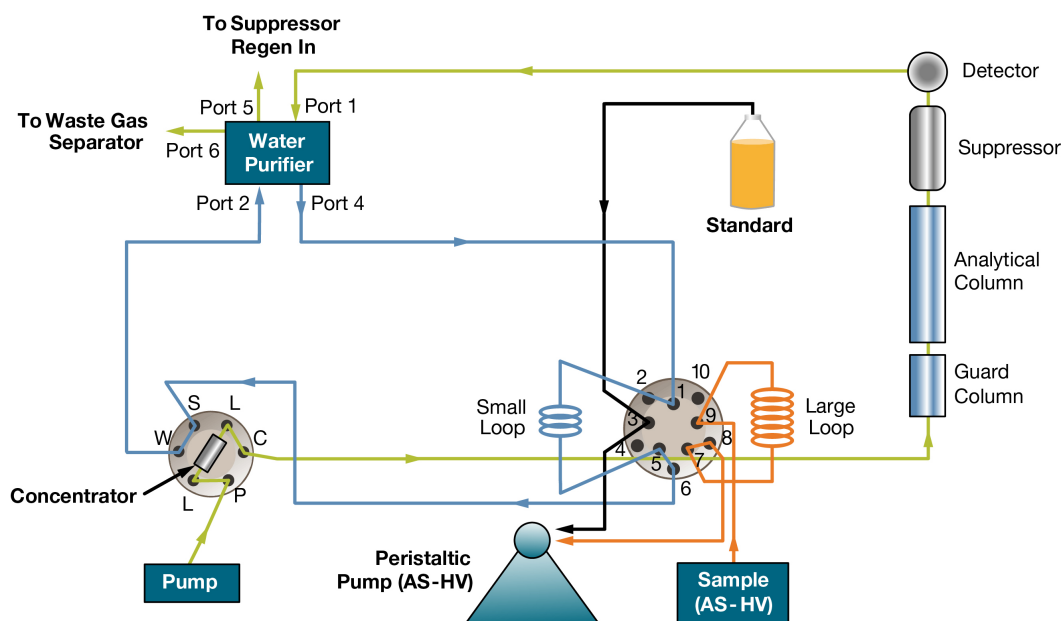 To Suppressor
Regen In
Detector
Port 5
Port 1
To Waste Gas
Separator
Port 6
Water
Purifier
Suppressor
Port 2
Port 4
Standard
Analytical
Column
Guard
Column
2
1
10
3
9
4
5
7
8
6
Small
Loop
Large
Loop
S
L
W
C
L
P
Concentrator
Peristaltic
Pump (AS-HV)
Pump
Sample
(AS-HV)